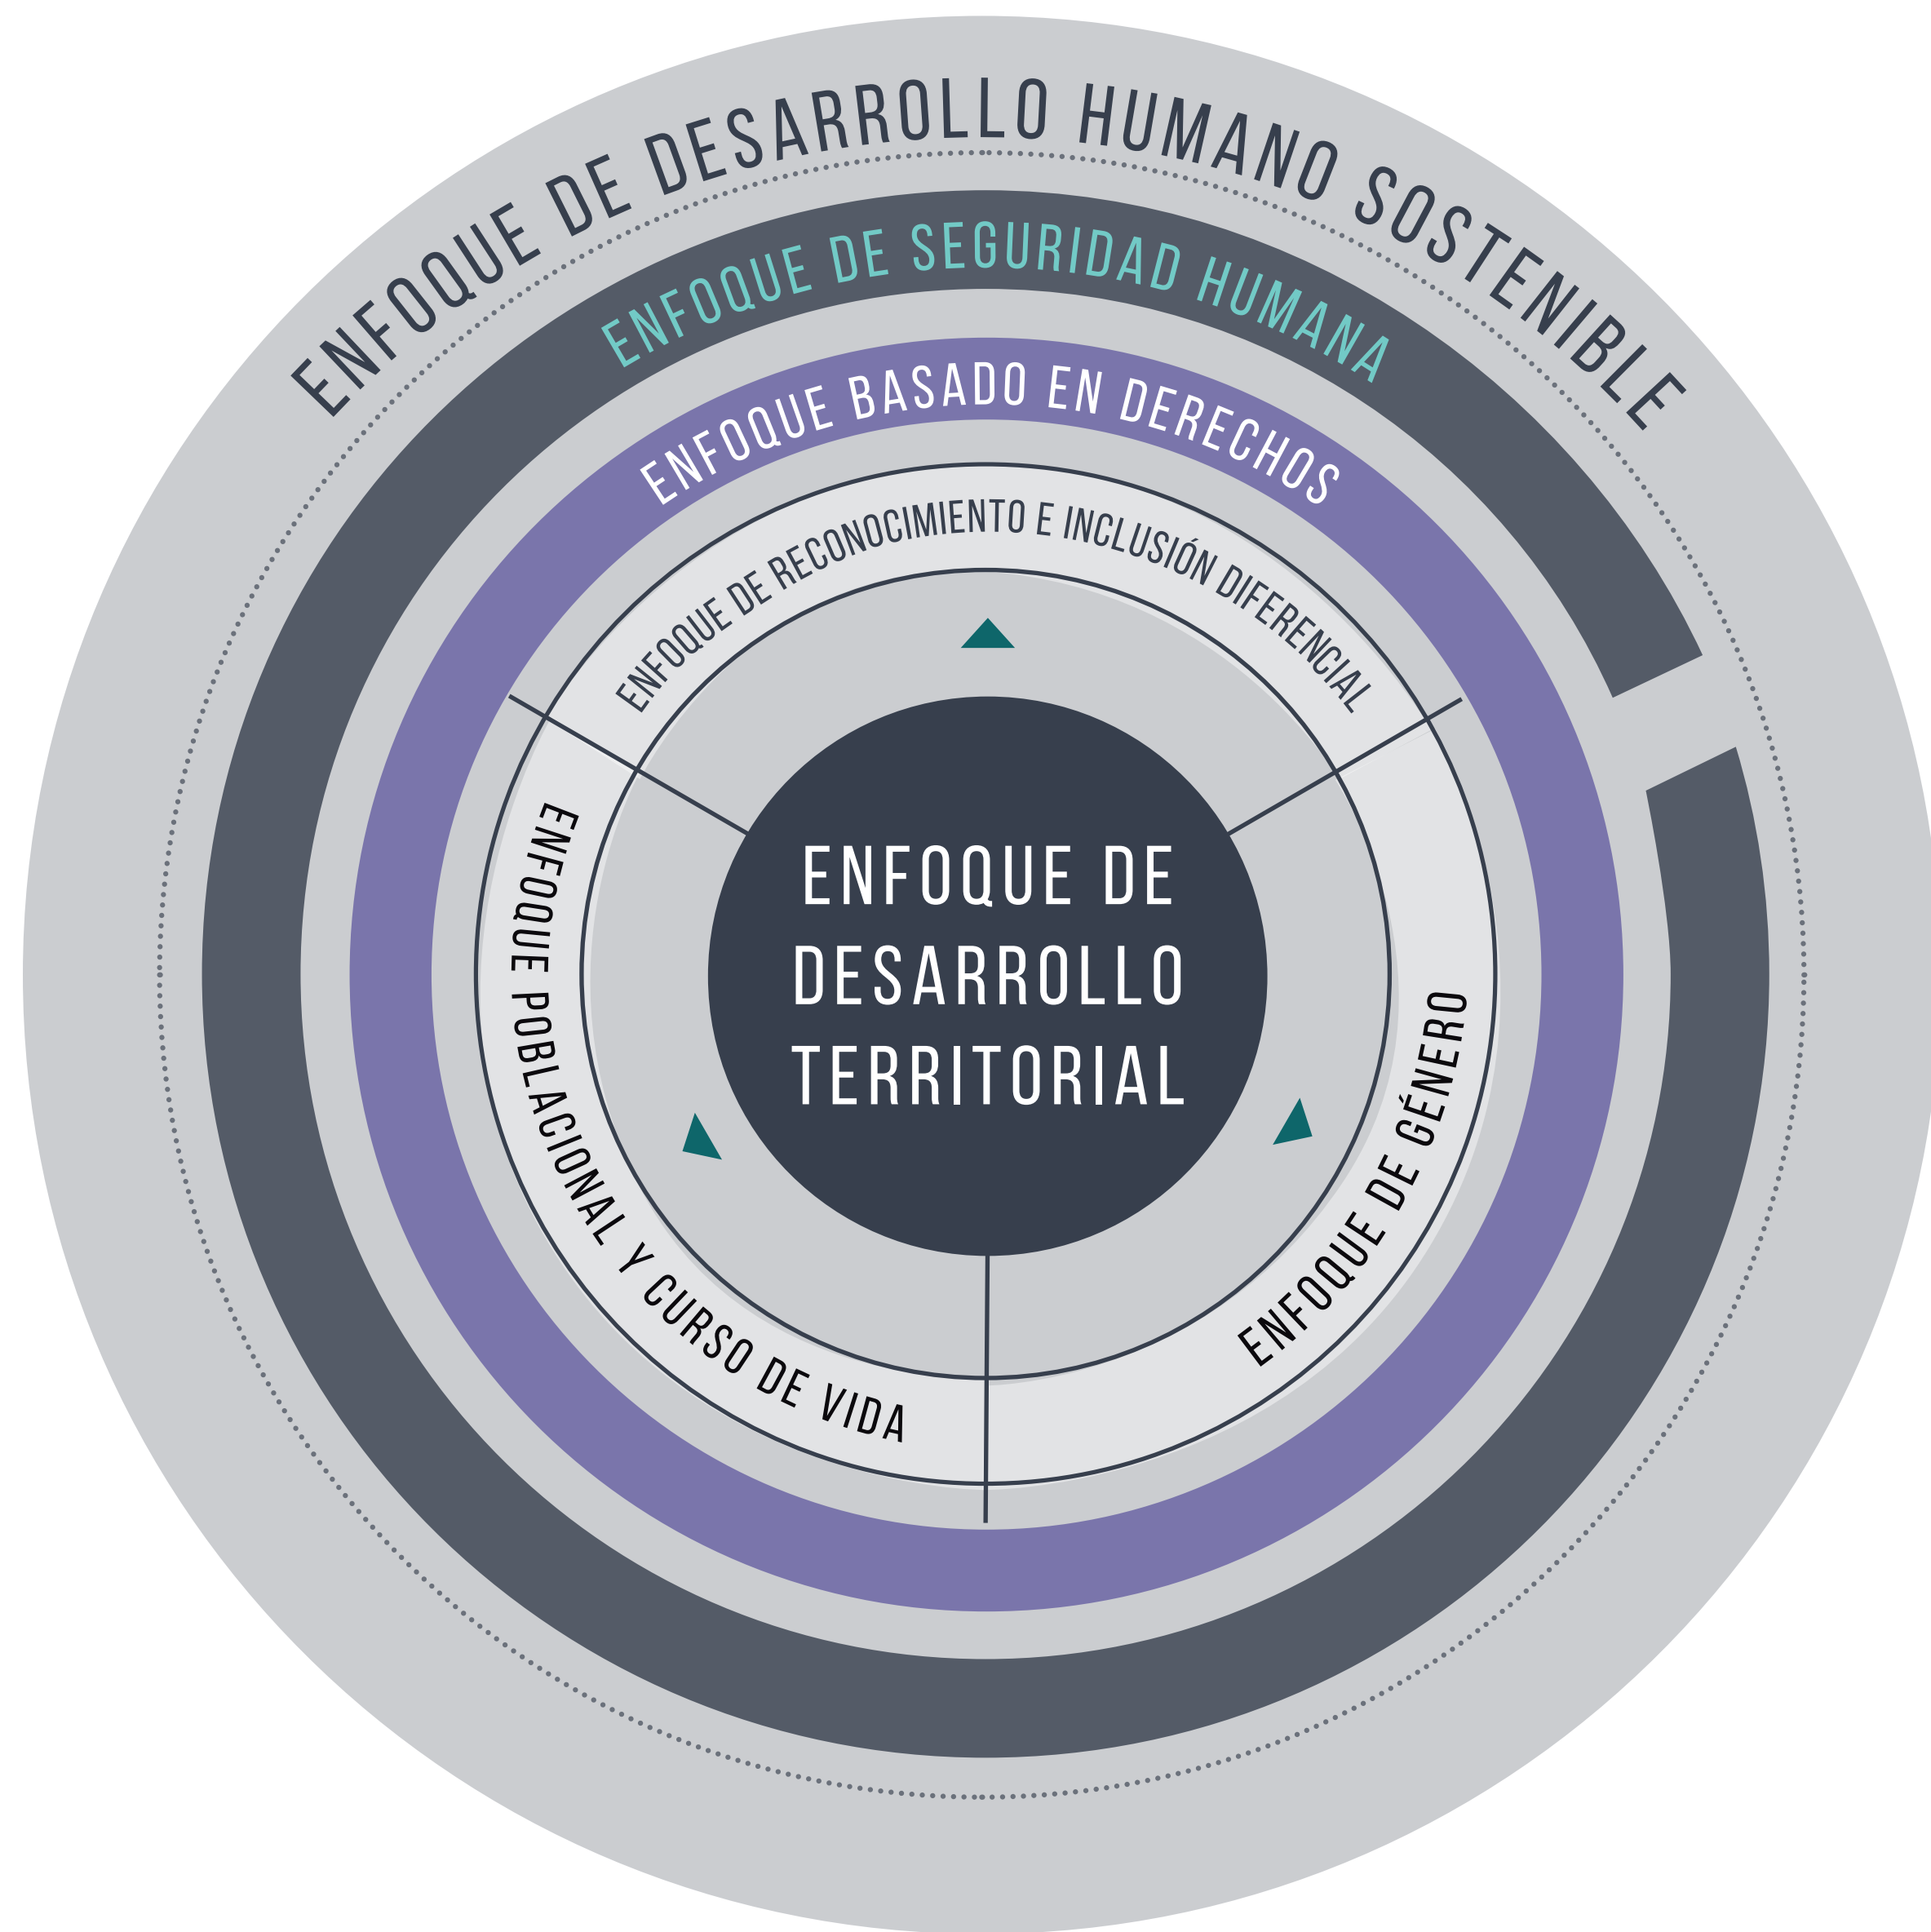 ENFOQUE DE DESARROLLO HUMANO SOSTENIBLE
ENFOQUE DE SEGURIDAD HUMANA
ENFOQUE BASADO EN DERECHOS
ENFOQUE DE RECONOCIMIENTO E INCLUSIÓN DIFERENCIAL
ENFOQUE DE
DESARROLLO
TERRITORIAL
ENFOQUE POBLACIONAL Y CURSO DE VIDA
ENFOQUE DE GÉNERO